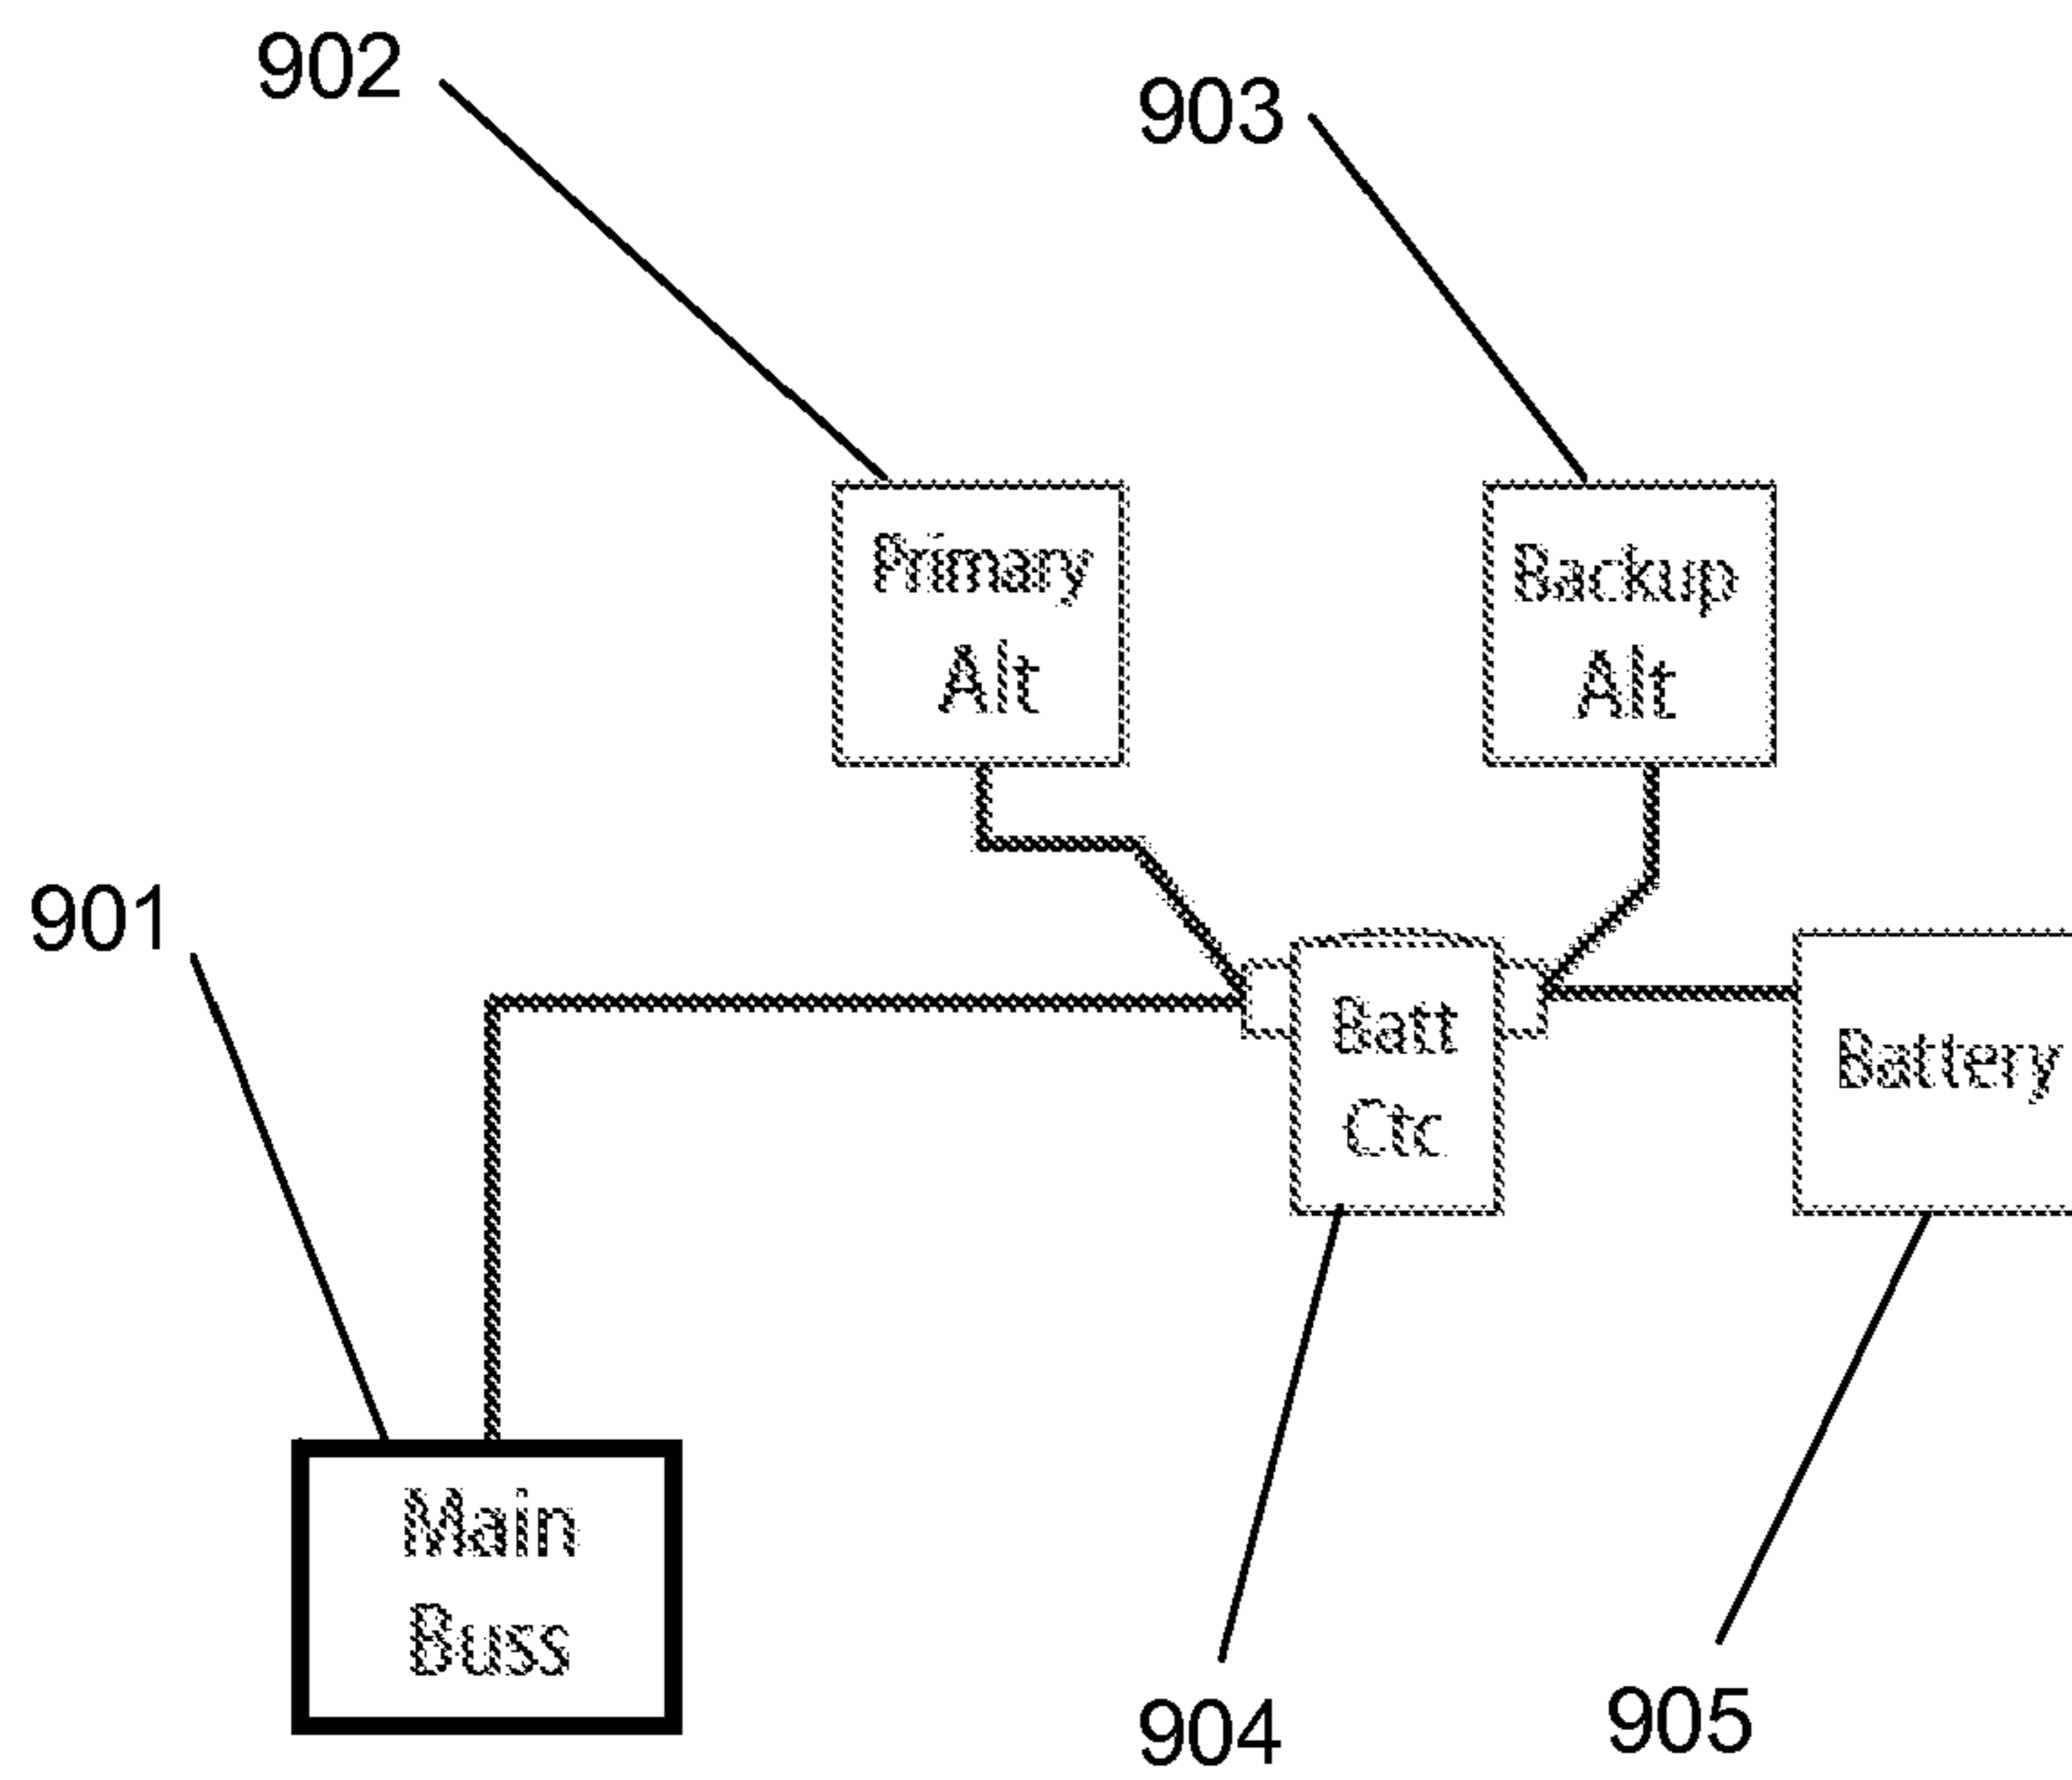 902
903
Primary
Alt
Backup
Alt
901
Batt
Ctc
Battery
Main
Buss
904
905